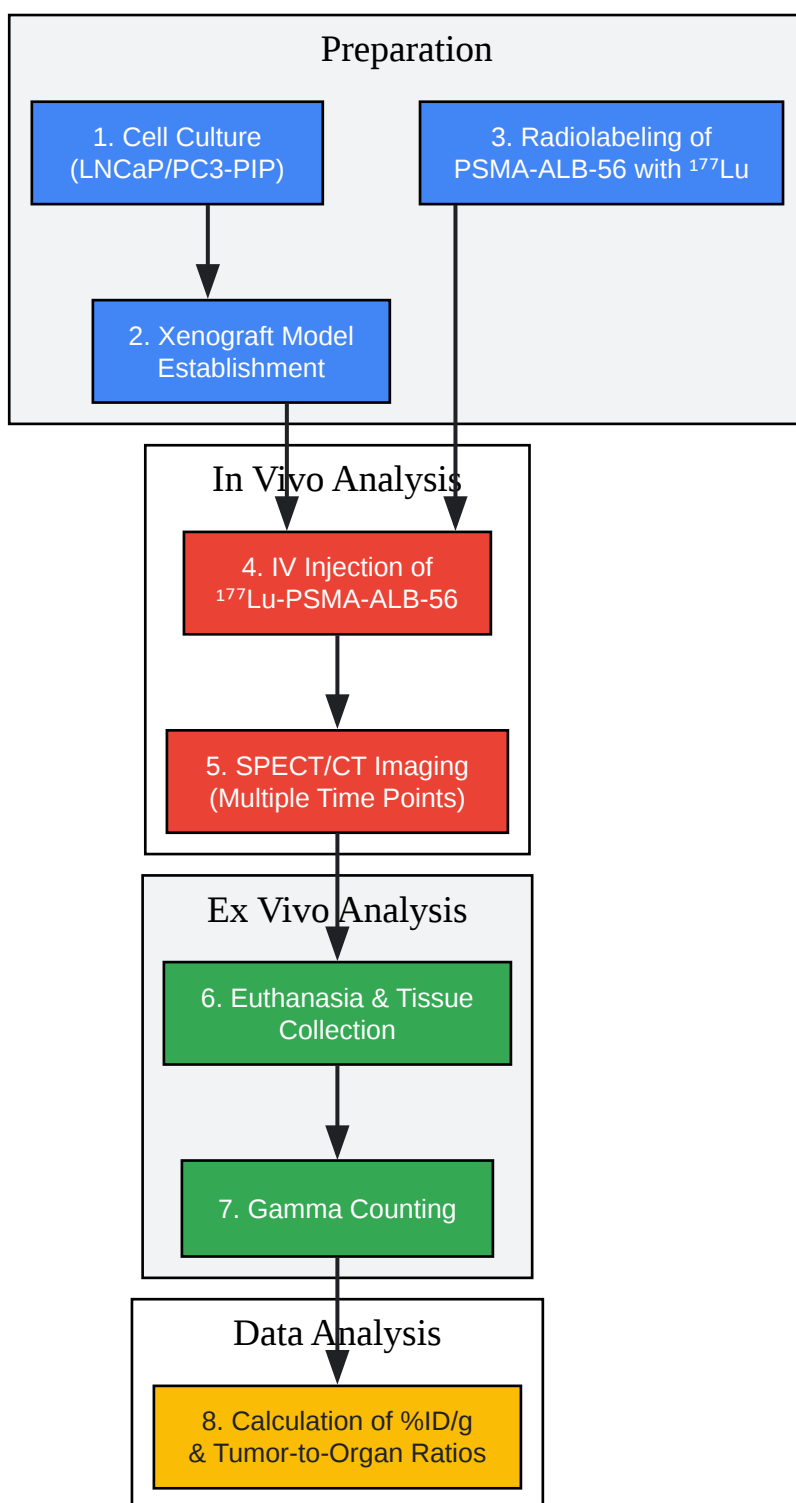 Preparation
1. Cell Culture
(LNCaP/PC3-PIP)
3. Radiolabeling of
PSMA-ALB-56 with ¹⁷⁷Lu
2. Xenograft Model
Establishment
In Vivo Analysis
4. IV Injection of
¹⁷⁷Lu-PSMA-ALB-56
5. SPECT/CT Imaging
(Multiple Time Points)
Ex Vivo Analysis
6. Euthanasia & Tissue
Collection
7. Gamma Counting
Data Analysis
8. Calculation of %ID/g
& Tumor-to-Organ Ratios